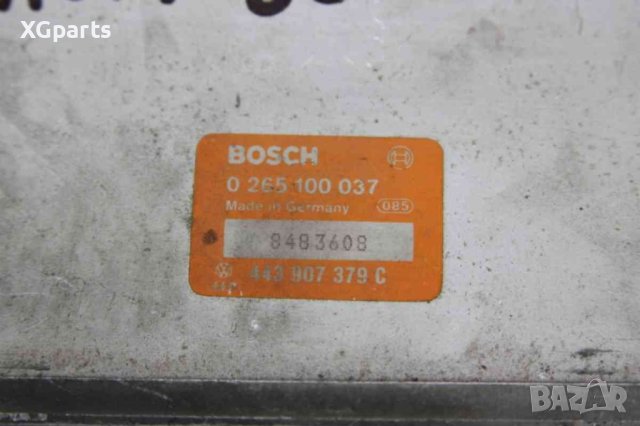 XGparts
BOSCH
0 265 100 037
Made in Germany 085
8483608
443 907 379 C
BAZAR